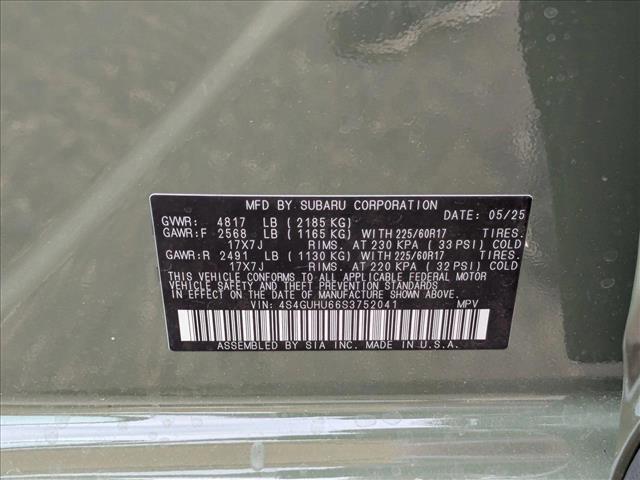 MFD BY SUBARU CORPORATION
GVWR: 4817 LB (2185 KG) DATE: 05/25
GAWR: F 2568 LB (1165 KG) WITH 225/60R17 TIRES.
17X7J RIMS. AT 230 KPA (33 PSI) COLD
GAWR: R 2491 LB (1130 KG) WITH 225/60R17 TIRES.
17X7J RIMS. AT 220 KPA (32 PSI) COLD
THIS VEHICLE CONFORMS TO ALL APPLICABLE FEDERAL MOTOR
VEHICLE SAFETY AND THEFT PREVENTION STANDARDS
IN EFFECT ON THE DATE OF MANUFACTURE SHOWN ABOVE.
VIN: 4S4GUHU66S3752041 MPV
ASSEMBLED BY SIA INC. MADE IN U.S.A.